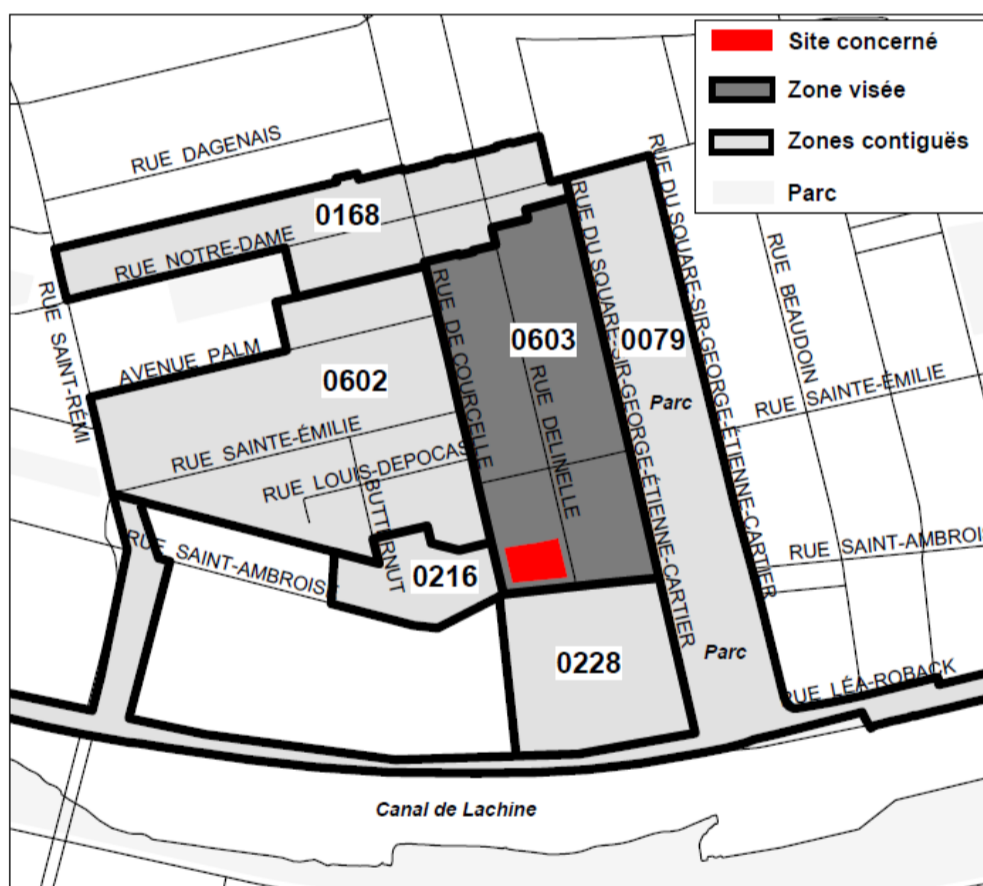 Site concerné
Zone visée
Zones contiguës
Parc
RUE DAGENAIS
0168
RUE NOTRE-DAME
RUE DU SQUARE-SIR-GEORGE-ÉTIENNE-CARTIER
RUE DU SQUARE-SIR-GEORGE-ÉTIENNE-CARTIER
RUE BEAUDOIN
RUE SAINT-RÉMI
AVENUE PALM
RUE DE COURCELLE
0603
0079
0602
Parc
RUE SAINTE-ÉMILIE
RUE DELINELLE
RUE SAINTE-ÉMILIE
RUE LOUIS-DEPOCAS
BUTTERNUT
RUE SAINT-AMBROISE
RUE SAINT-AMBROIS
0216
0228
Parc
RUE LÉA-ROBACK
Canal de Lachine